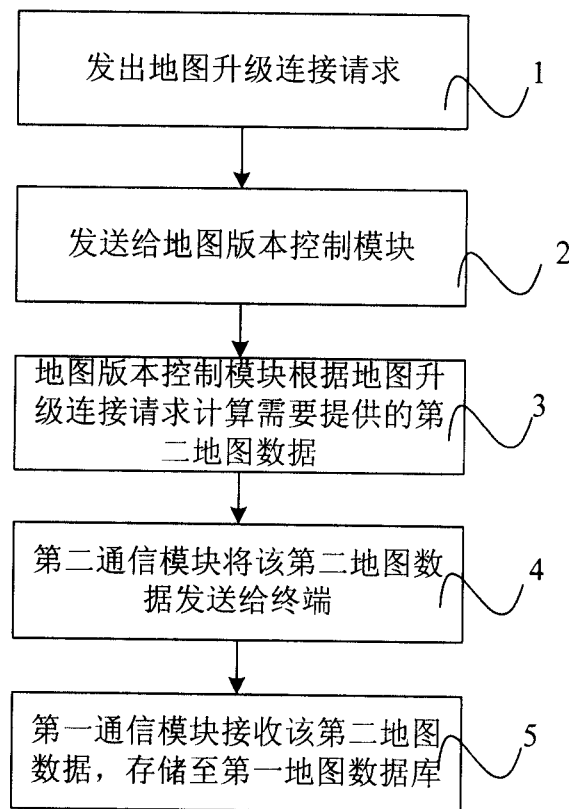 发出地图升级连接请求
1
发送给地图版本控制模块
2
地图版本控制模块根据地图升
级连接请求计算需要提供的第
二地图数据
3
第二通信模块将该第二地图数
据发送给终端
4
第一通信模块接收该第二地图
数据，存储至第一地图数据库
5